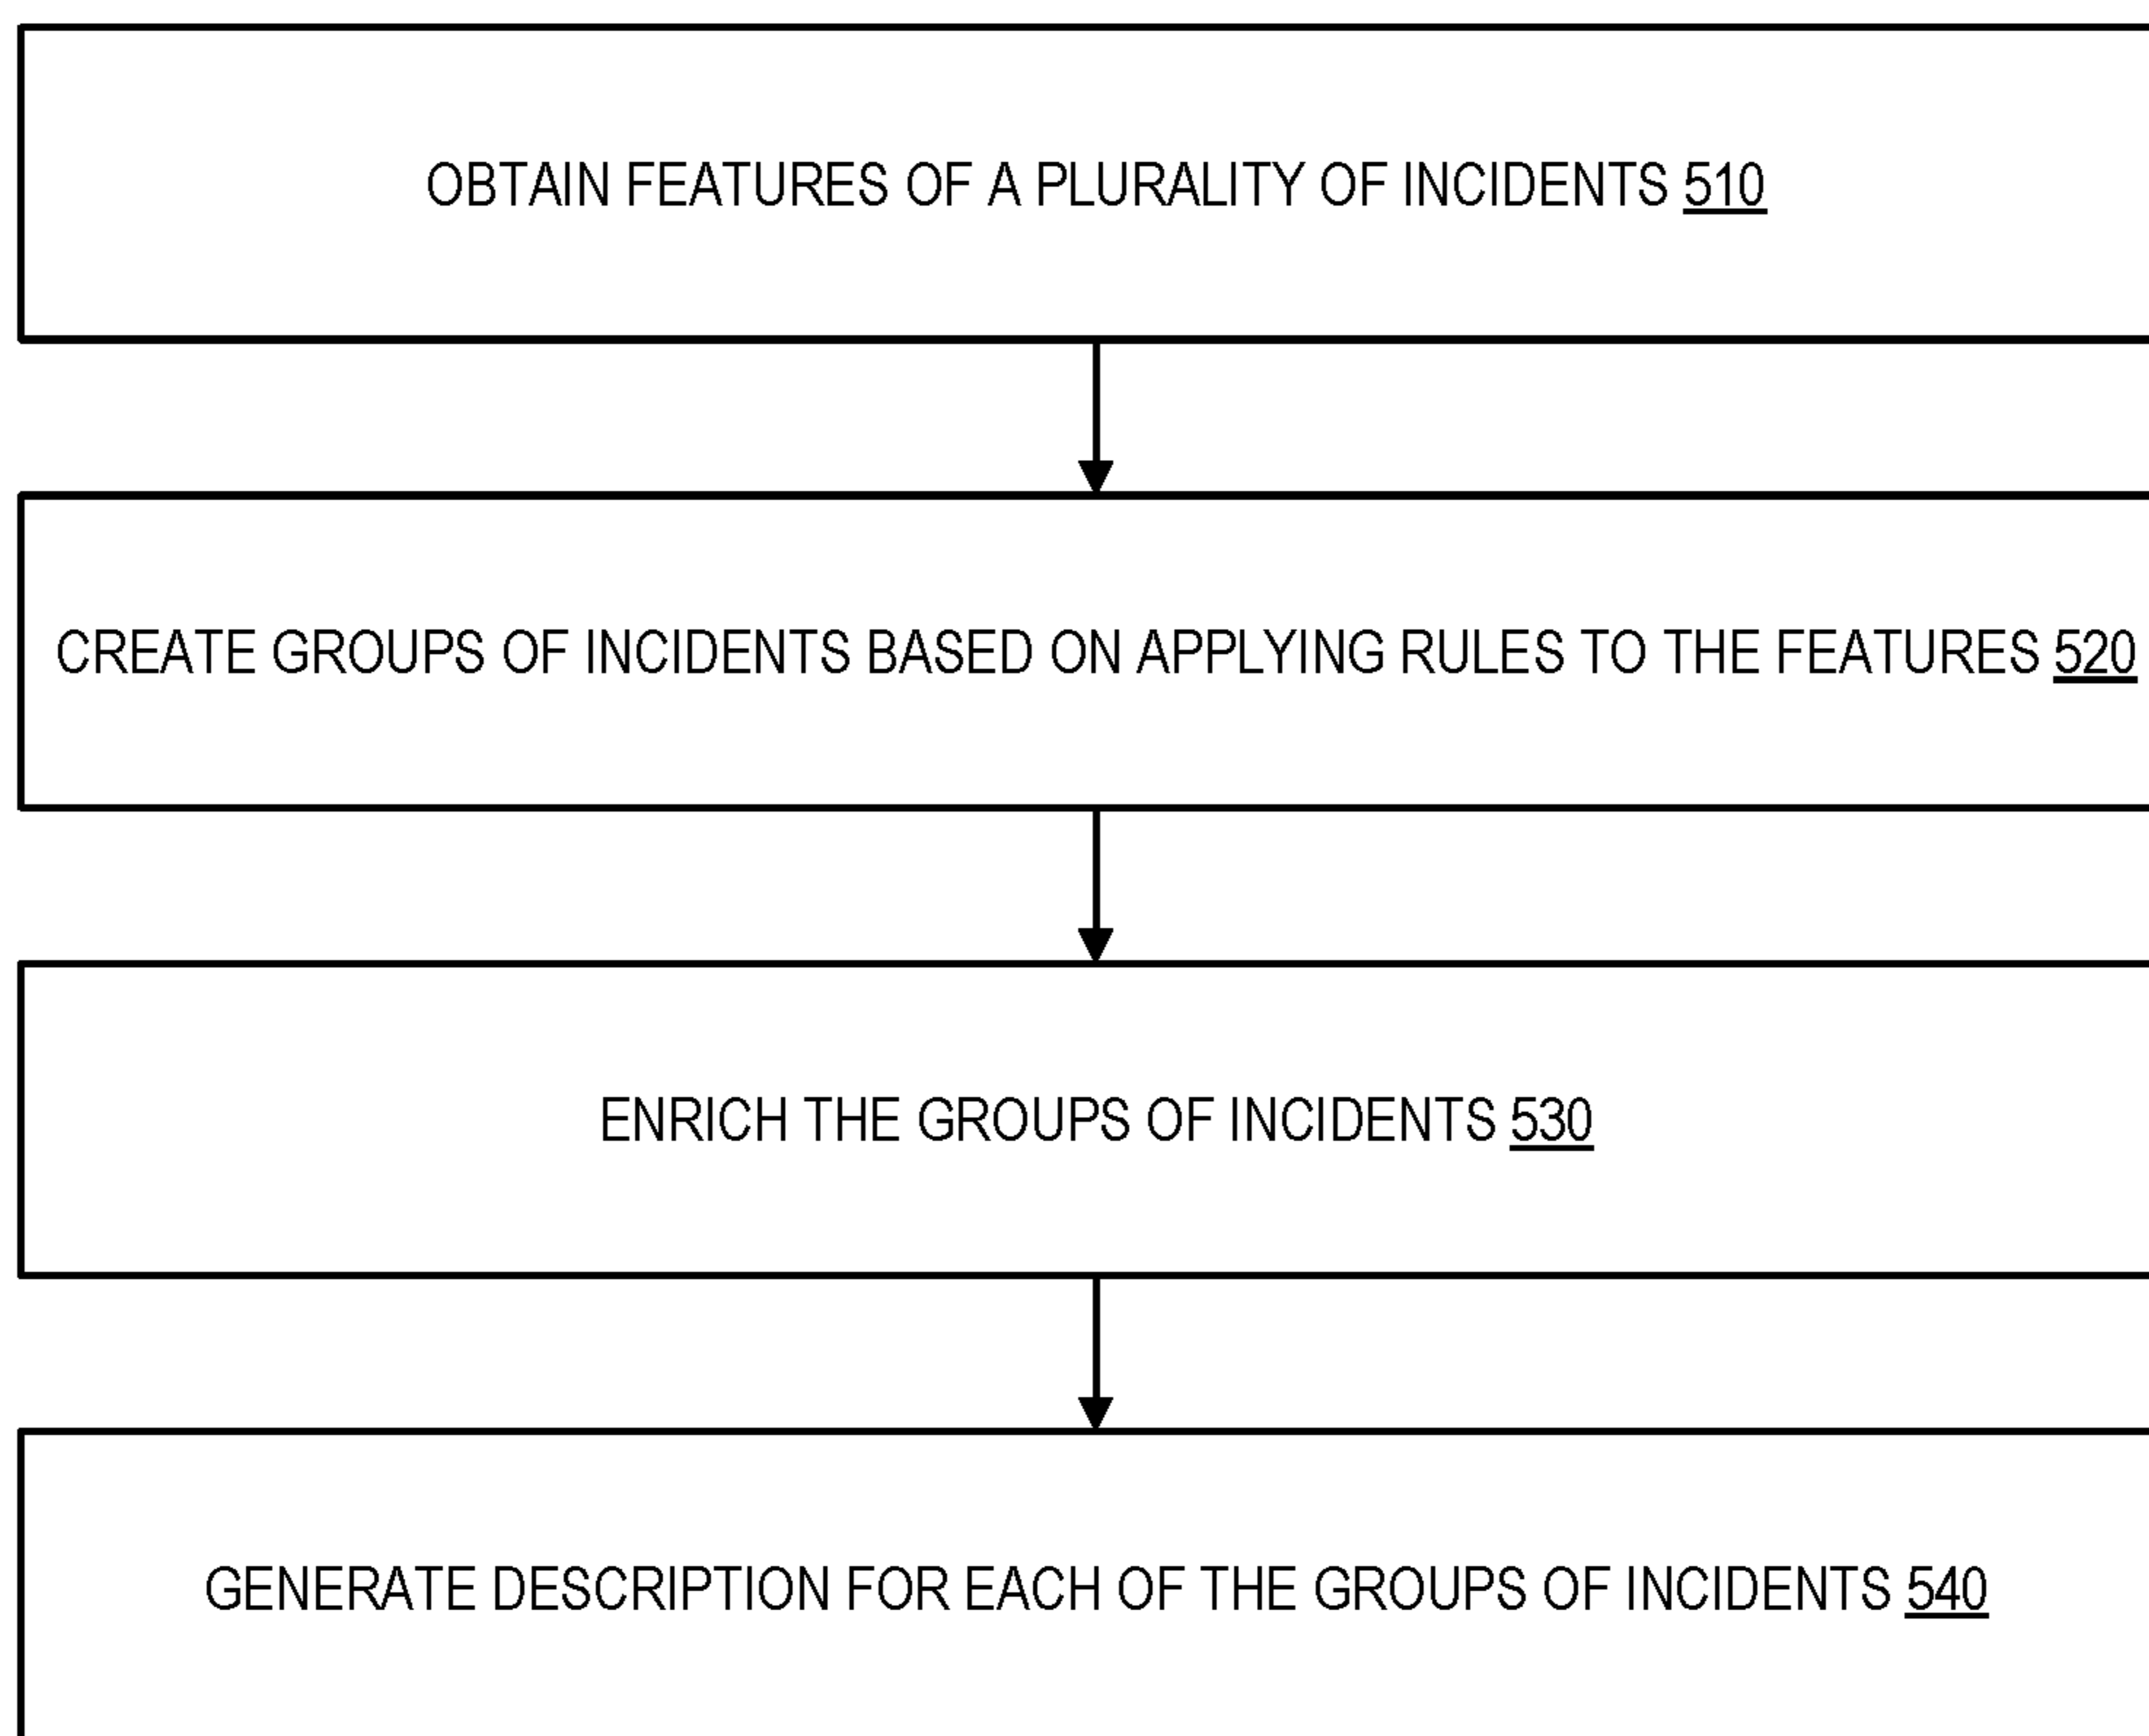 OBTAIN FEATURES OF A PLURALITY OF INCIDENTS 510
CREATE GROUPS OF INCIDENTS BASED ON APPLYING RULES TO THE FEATURES 520
ENRICH THE GROUPS OF INCIDENTS 530
GENERATE DESCRIPTION FOR EACH OF THE GROUPS OF INCIDENTS 540